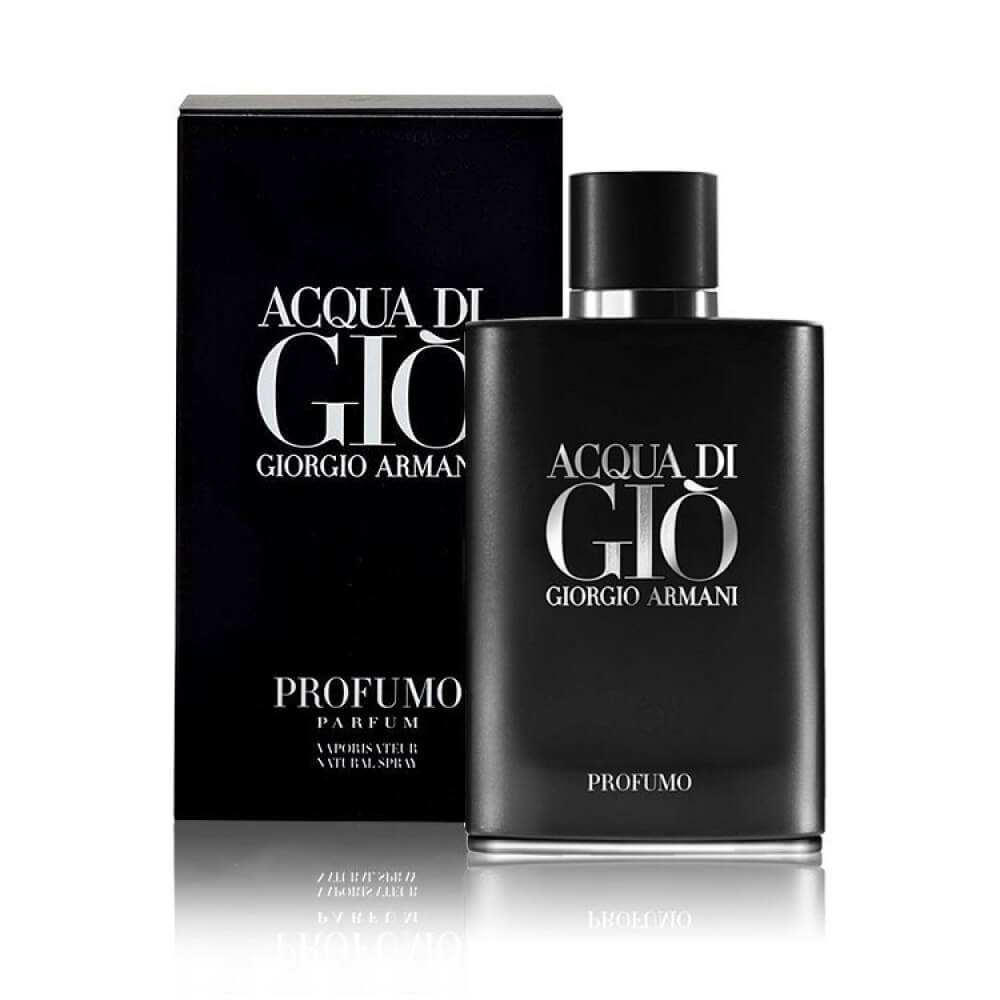 ACQUA DI
GIÒ
GIORGIO ARMANI
PROFUMO
PARFUM
VAPORISATEUR
NATURAL SPRAY
ACQUA DI
GIÒ
GIORGIO ARMANI
PROFUMO